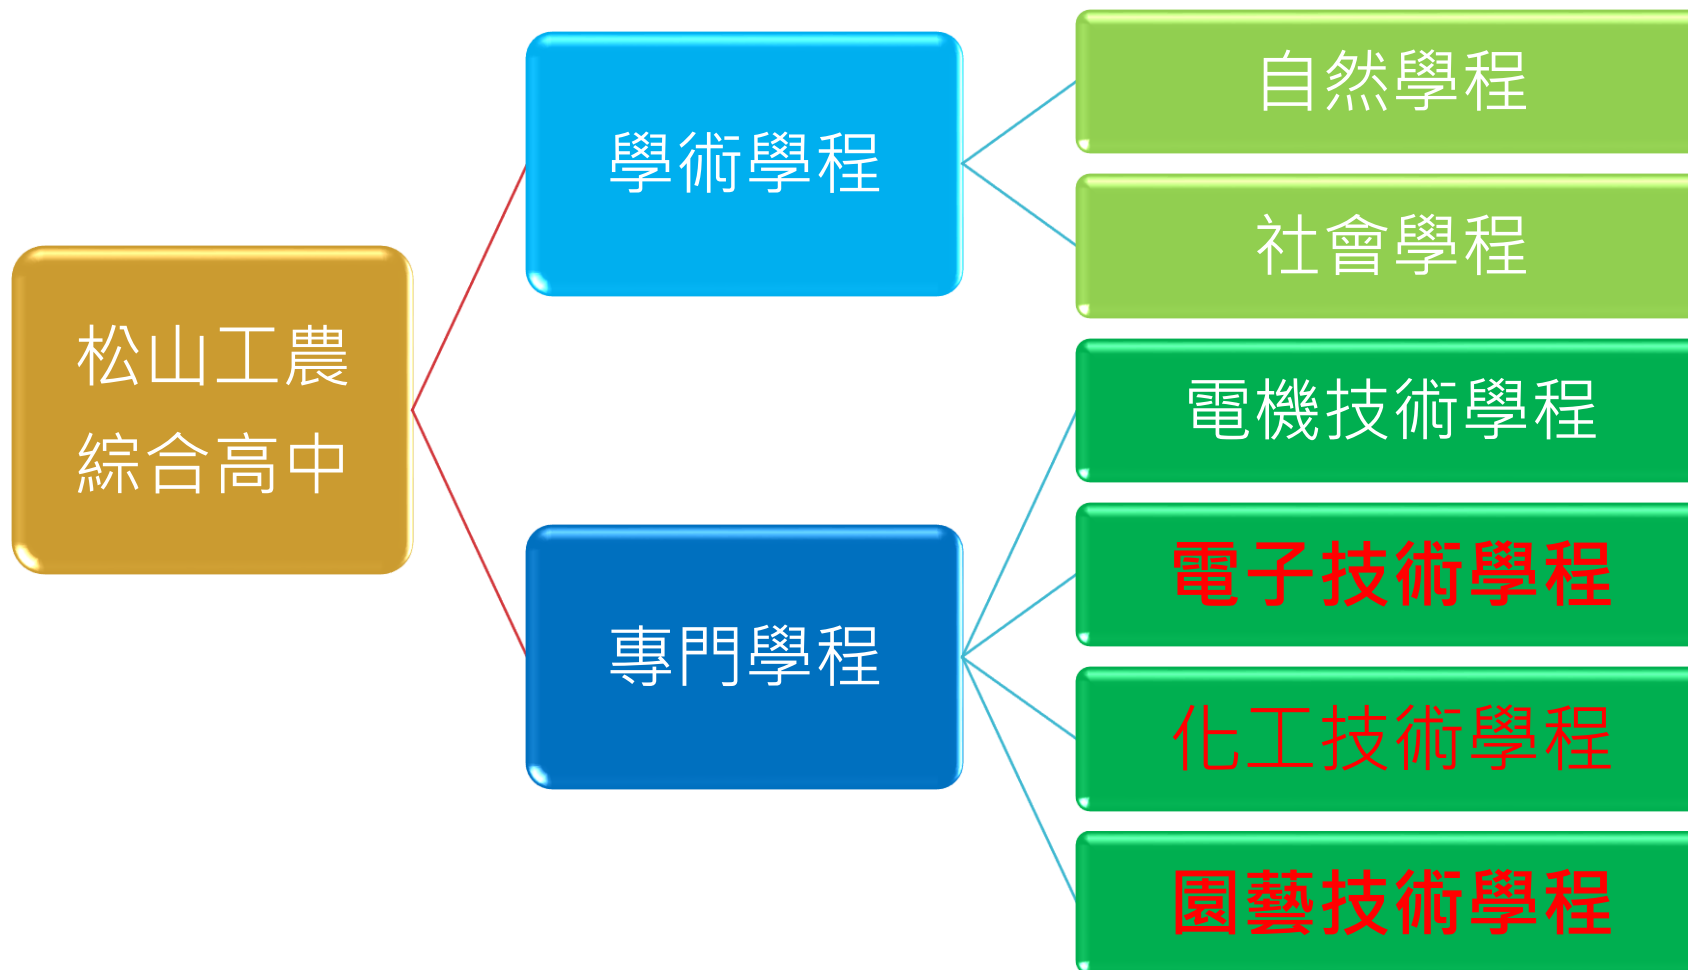 松山工農
綜合高中
學術學程
自然學程
社會學程
專門學程
電機技術學程
電子技術學程
化工技術學程
園藝技術學程